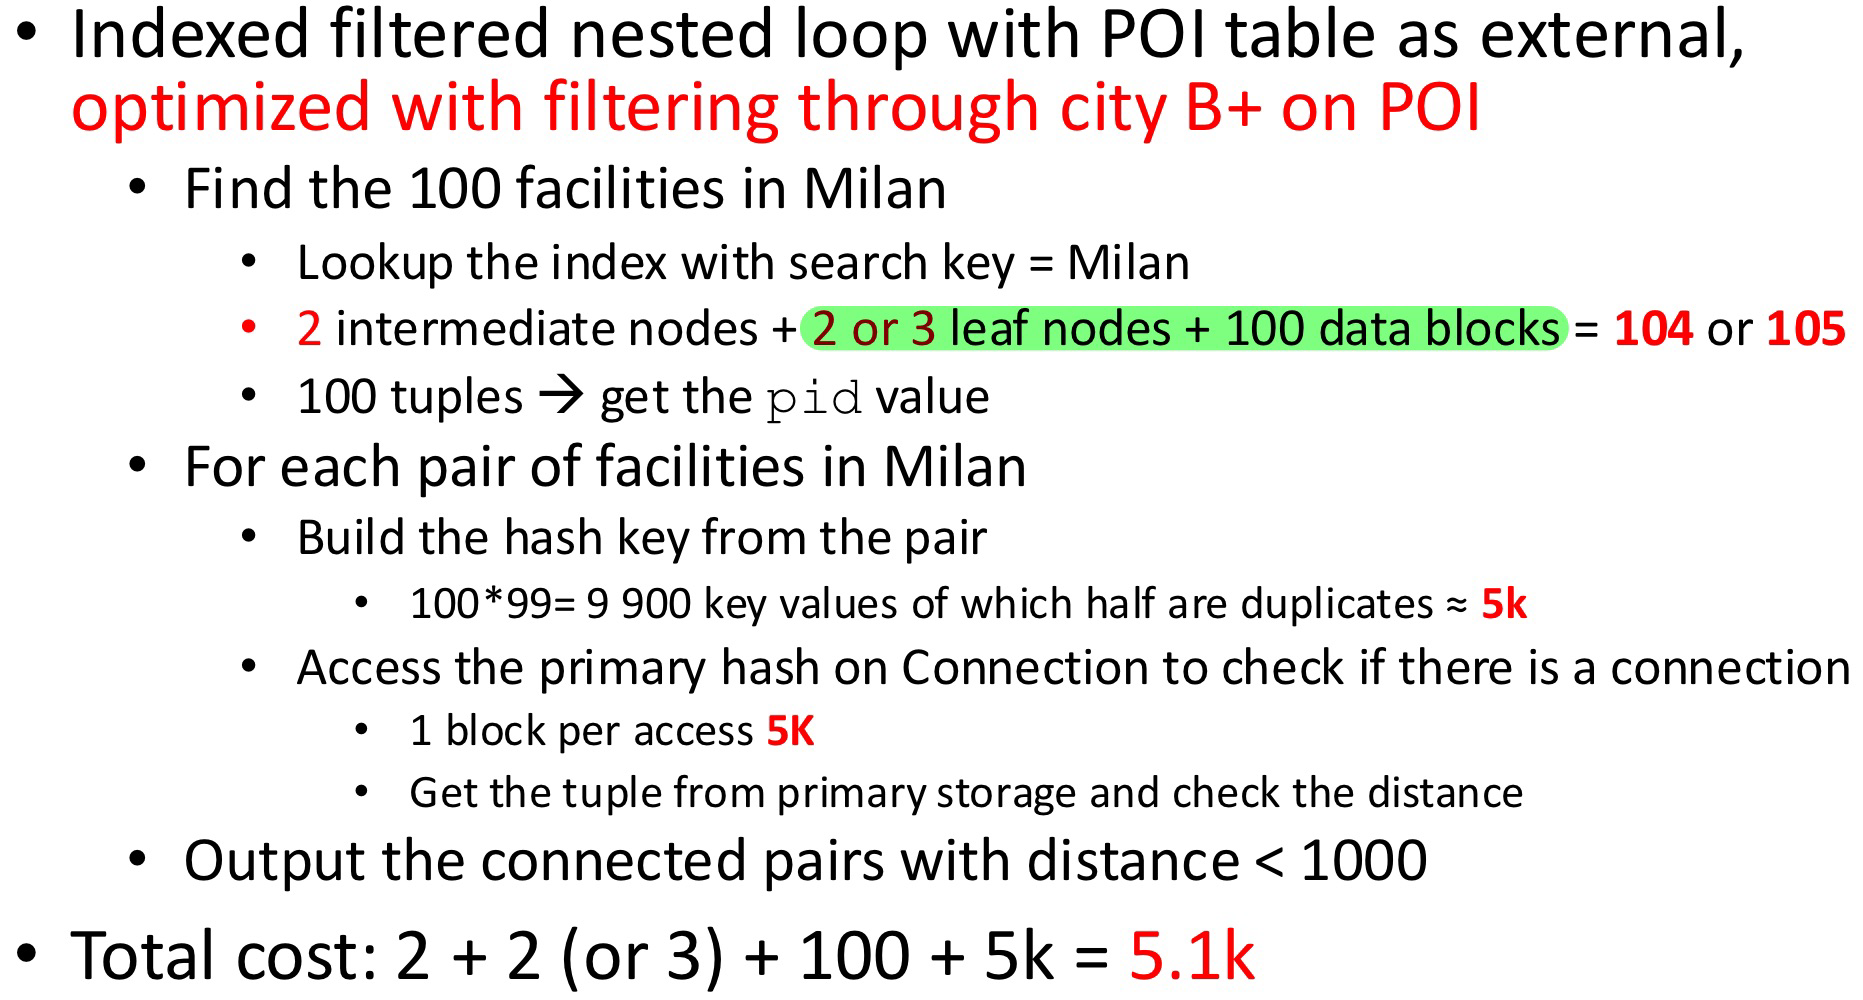 • Indexed filtered nested loop with POI table as external,
optimized with filtering through city B+ on POI
• Find the 100 facilities in Milan
• Lookup the index with search key = Milan
• 2 intermediate nodes + 2 or 3 leaf nodes + 100 data blocks = 104 or 105
• 100 tuples → get the pid value
• For each pair of facilities in Milan
• Build the hash key from the pair
• 100*99= 9 900 key values of which half are duplicates ≈ 5k
• Access the primary hash on Connection to check if there is a connection
• 1 block per access 5K
• Get the tuple from primary storage and check the distance
• Output the connected pairs with distance < 1000
• Total cost: 2 + 2 (or 3) + 100 + 5k = 5.1k